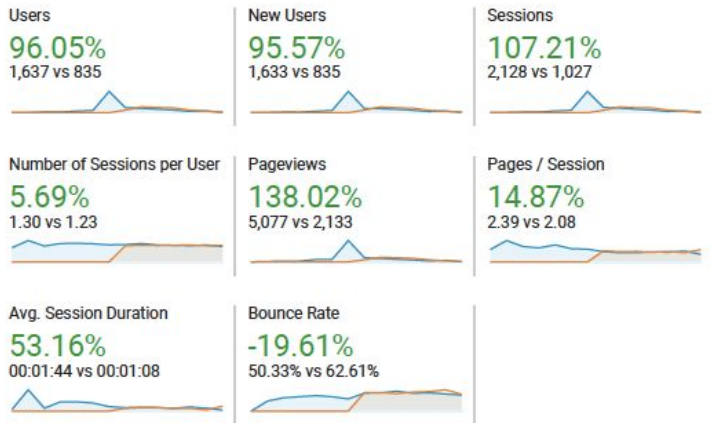 Users
96.05%
1,637 vs 835
New Users
95.57%
1,633 vs 835
Sessions
107.21%
2,128 vs 1,027
Number of Sessions per User
5.69%
1.30 vs 1.23
Pageviews
138.02%
5,077 vs 2,133
Pages / Session
14.87%
2.39 vs 2.08
Avg. Session Duration
53.16%
00:01:44 vs 00:01:08
Bounce Rate
-19.61%
50.33% vs 62.61%